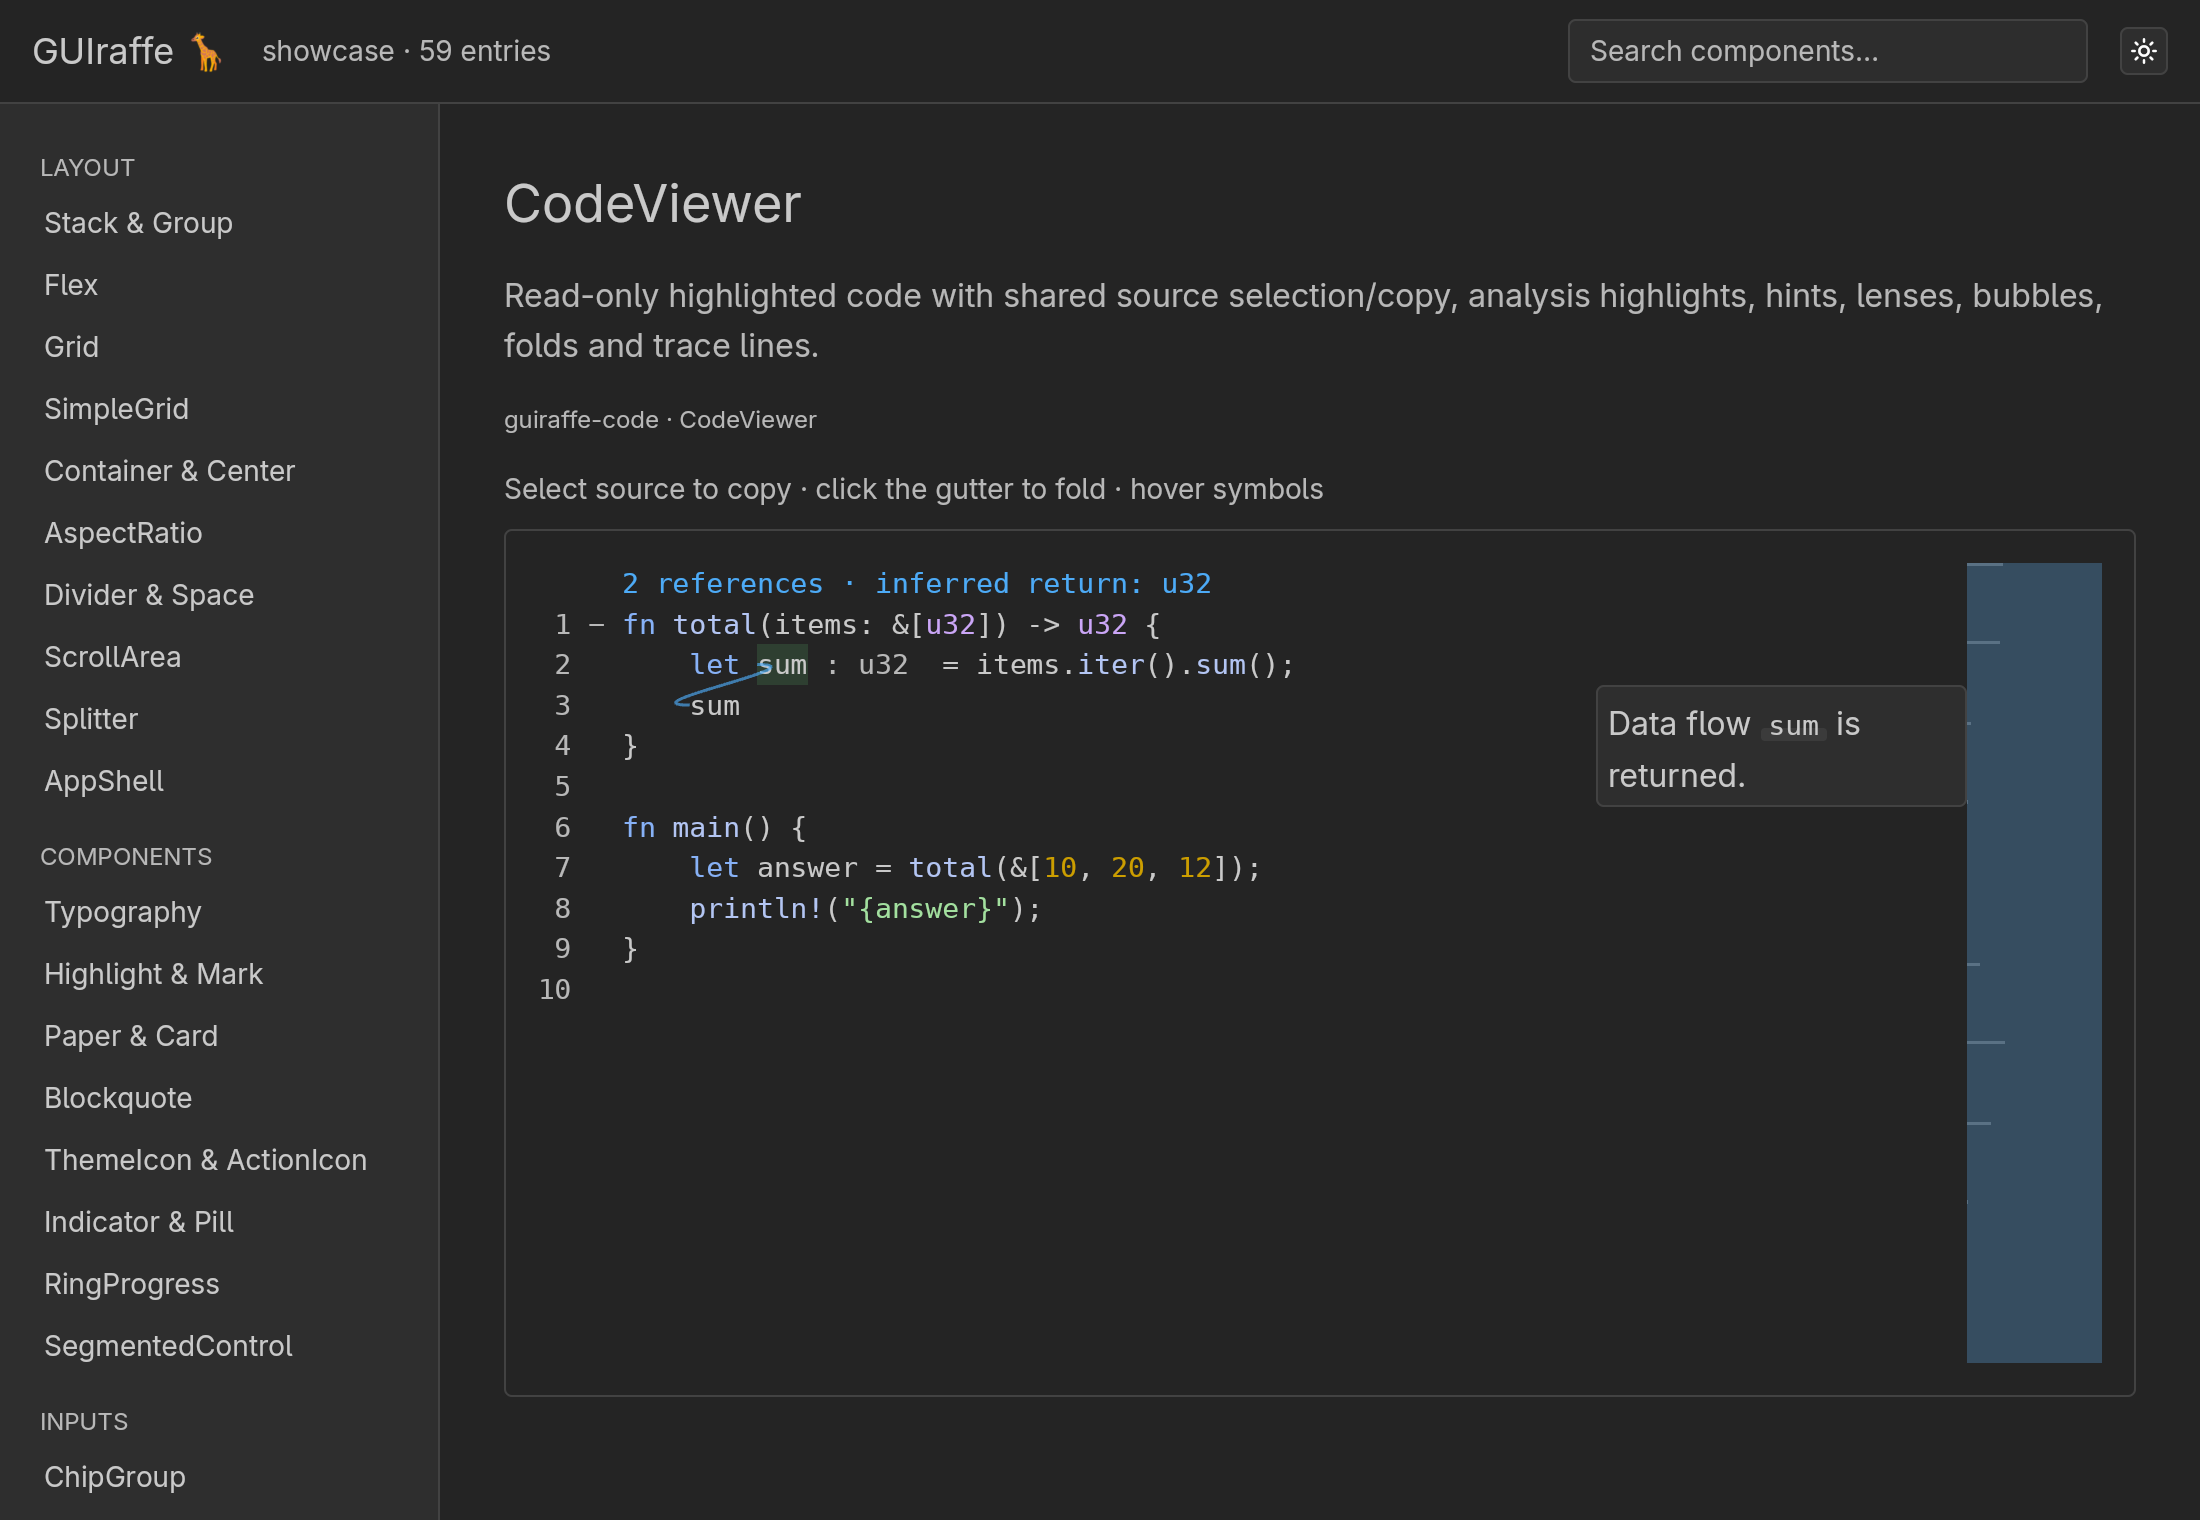 GUIraffe 🦒 showcase · 59 entries
Search components...
LAYOUT
Stack & Group
Flex
Grid
SimpleGrid
Container & Center
AspectRatio
Divider & Space
ScrollArea
Splitter
AppShell
COMPONENTS
Typography
Highlight & Mark
Paper & Card
Blockquote
ThemeIcon & ActionIcon
Indicator & Pill
RingProgress
SegmentedControl
INPUTS
ChipGroup
CodeViewer
Read-only highlighted code with shared source selection/copy, analysis highlights, hints, lenses, bubbles,
folds and trace lines.
guiraffe-code · CodeViewer
Select source to copy · click the gutter to fold · hover symbols
2 references · inferred return: u32
1 − fn total(items: &[u32]) -> u32 {
2     let sum : u32  = items.iter().sum();
3     sum
4 }
5
6 fn main() {
7     let answer = total(&[10, 20, 12]);
8     println!("{answer}");
9 }
10
Data flow sum is
returned.